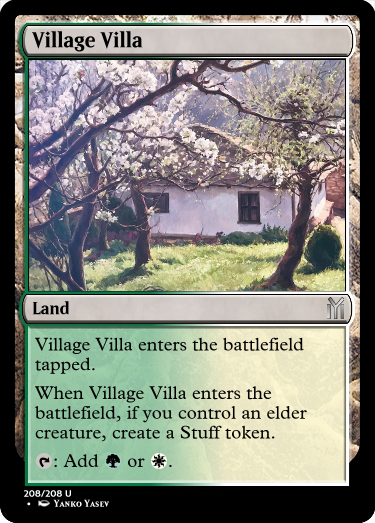 Village Villa
Land
Village Villa enters the battlefield
tapped.
When Village Villa enters the
battlefield, if you control an elder
creature, create a Stuff token.
: Add or .
208/208 U
• Yanko Yasev